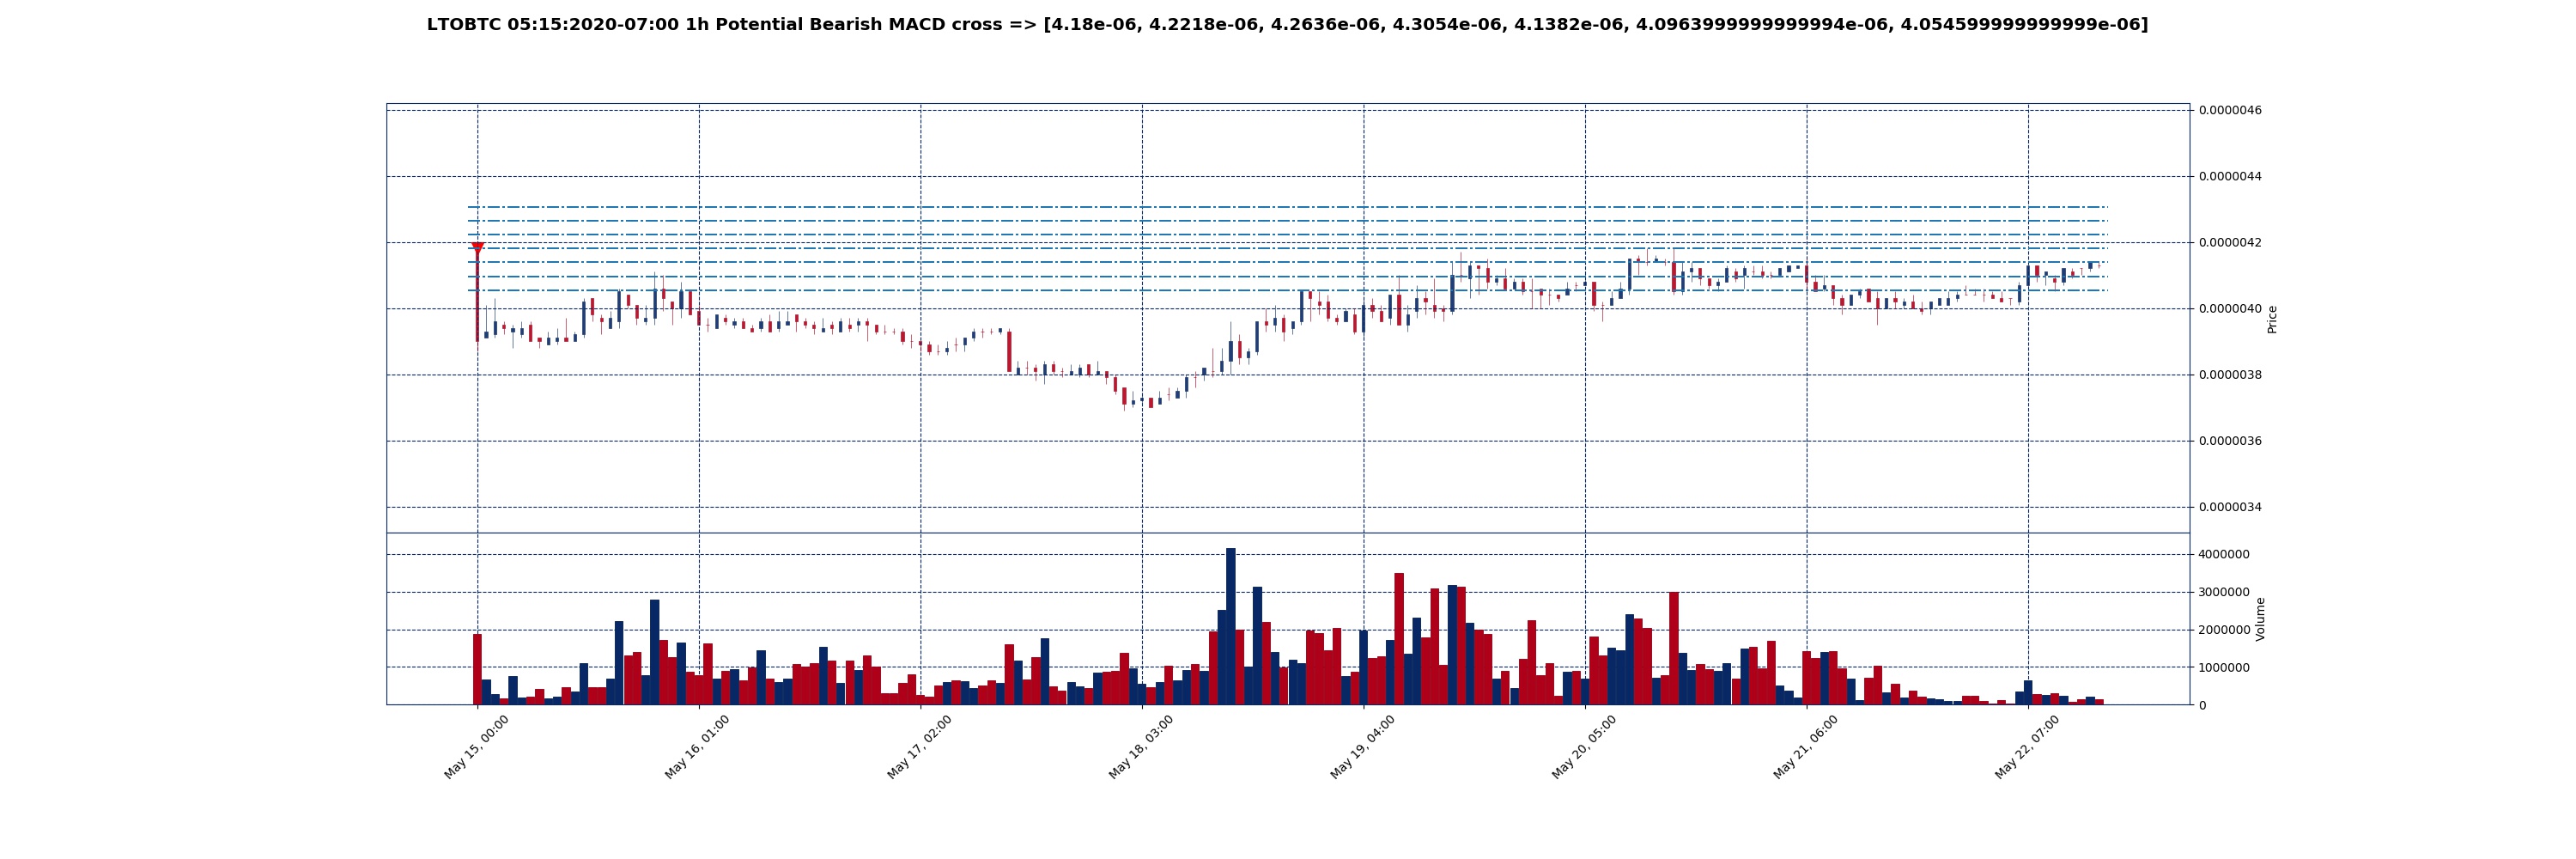 LTOBTC 05:15:2020-07:00 1h Potential Bearish MACD cross => [4.18e-06, 4.2218e-06, 4.2636e-06, 4.3054e-06, 4.1382e-06, 4.0963999999999994e-06, 4.054599999999999e-06]
0.0000046
0.0000044
0.0000042
0.0000040
0.0000038
0.0000036
0.0000034
Price
4000000
3000000
2000000
1000000
0
Volume
May 15, 00:00
May 16, 01:00
May 17, 02:00
May 18, 03:00
May 19, 04:00
May 20, 05:00
May 21, 06:00
May 22, 07:00